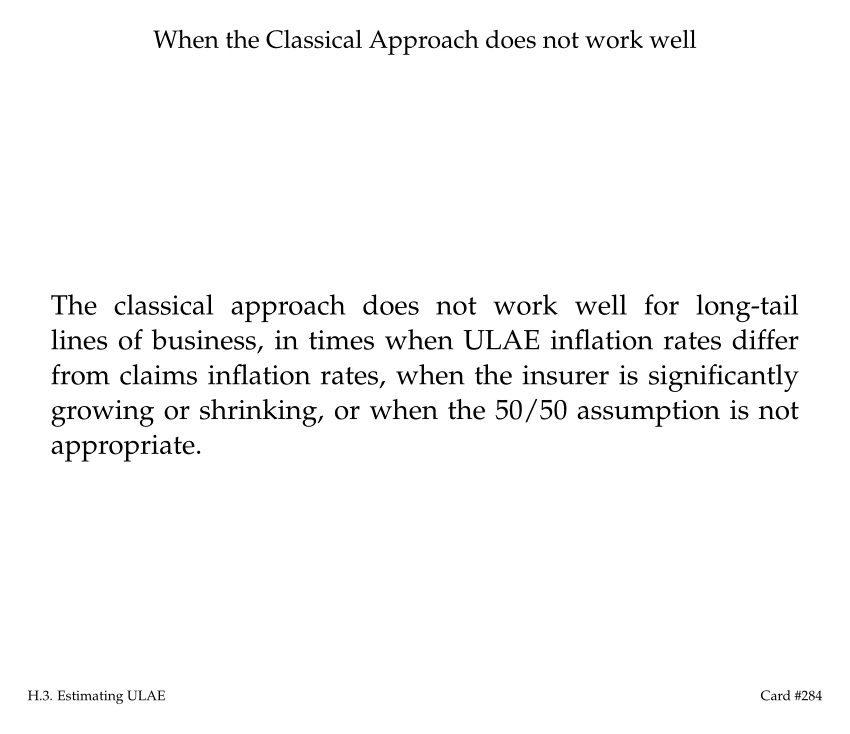 When the Classical Approach does not work well
The classical approach does not work well for long-tail
lines of business, in times when ULAE inflation rates differ
from claims inflation rates, when the insurer is significantly
growing or shrinking, or when the 50/50 assumption is not
appropriate.
H.3. Estimating ULAE
Card #284